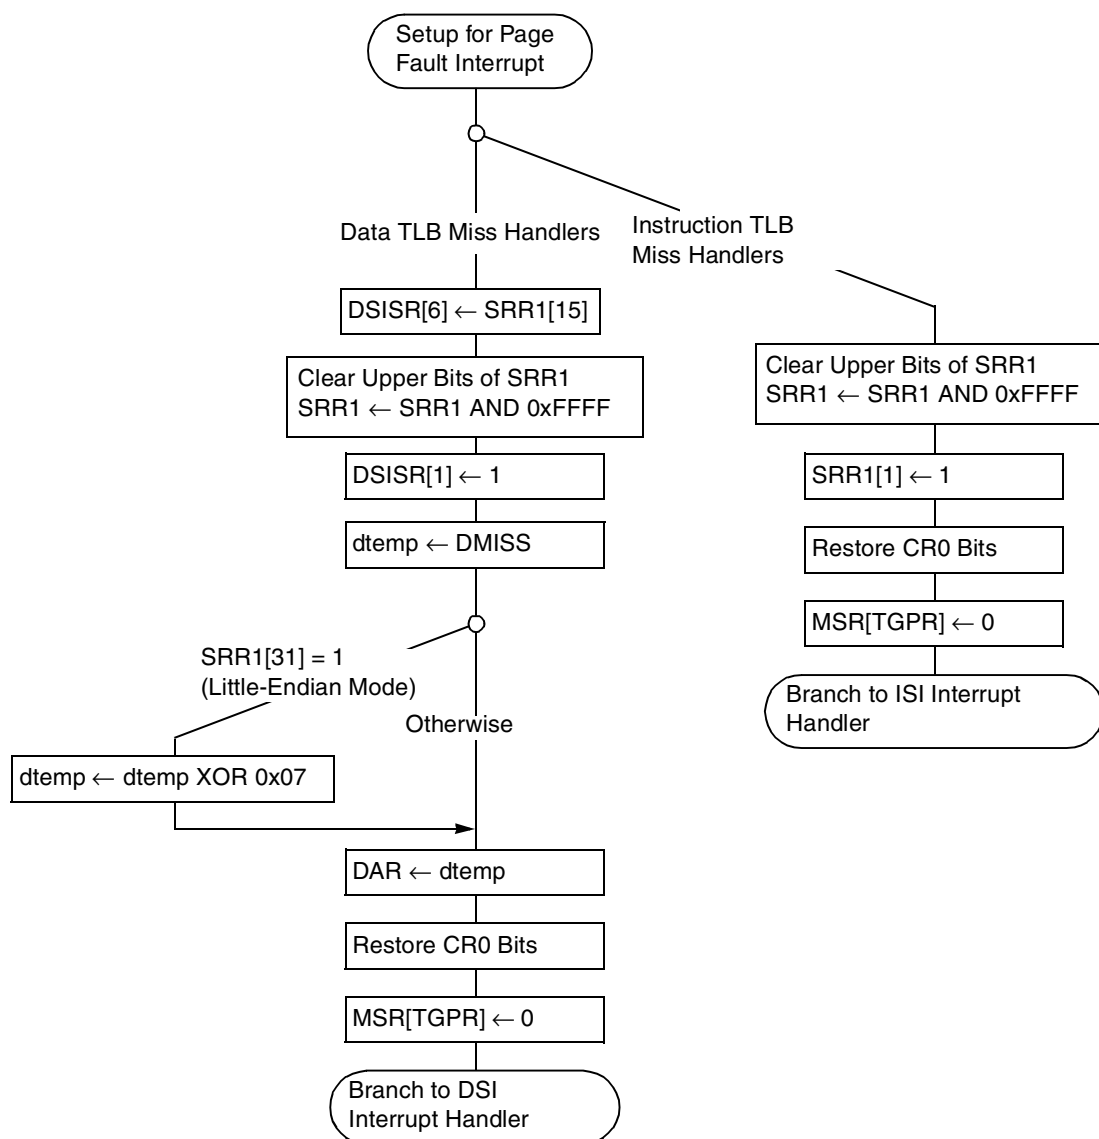 Setup for Page
Fault Interrupt
Data TLB Miss Handlers
Instruction TLB
Miss Handlers
DSISR[6] ← SRR1[15]
Clear Upper Bits of SRR1
SRR1 ← SRR1 AND 0xFFFF
DSISR[1] ← 1
dtemp ← DMISS
SRR1[31] = 1
(Little-Endian Mode)
Otherwise
dtemp ← dtemp XOR 0x07
DAR ← dtemp
Restore CR0 Bits
MSR[TGPR] ← 0
Branch to DSI
Interrupt Handler
Clear Upper Bits of SRR1
SRR1 ← SRR1 AND 0xFFFF
SRR1[1] ← 1
Restore CR0 Bits
MSR[TGPR] ← 0
Branch to ISI Interrupt
Handler